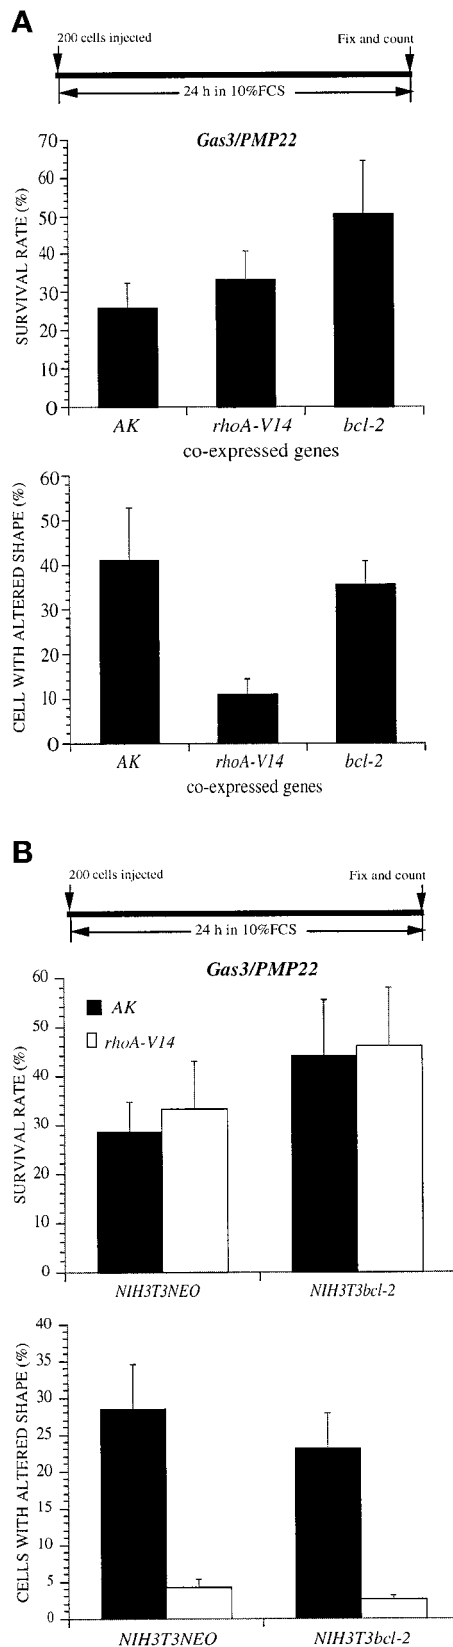 A
200 cells injected Fix and count
24 h in 10%FCS
Gas3/PMP22
SURVIVAL RATE (%)
70
60
50
40
30
20
10
0
AK rhoA-V14 bcl-2
co-expressed genes
CELL WITH ALTERED SHAPE (%)
60
50
40
30
20
10
0
AK rhoA-V14 bcl-2
co-expressed genes
B
200 cells injected Fix and count
24 h in 10%FCS
Gas3/PMP22
SURVIVAL RATE (%)
60
50
40
30
20
10
0
AK
rhoA-V14
NIH3T3NEO NIH3T3bcl-2
CELLS WITH ALTERED SHAPE (%)
40
35
30
25
20
15
10
5
0
NIH3T3NEO NIH3T3bcl-2